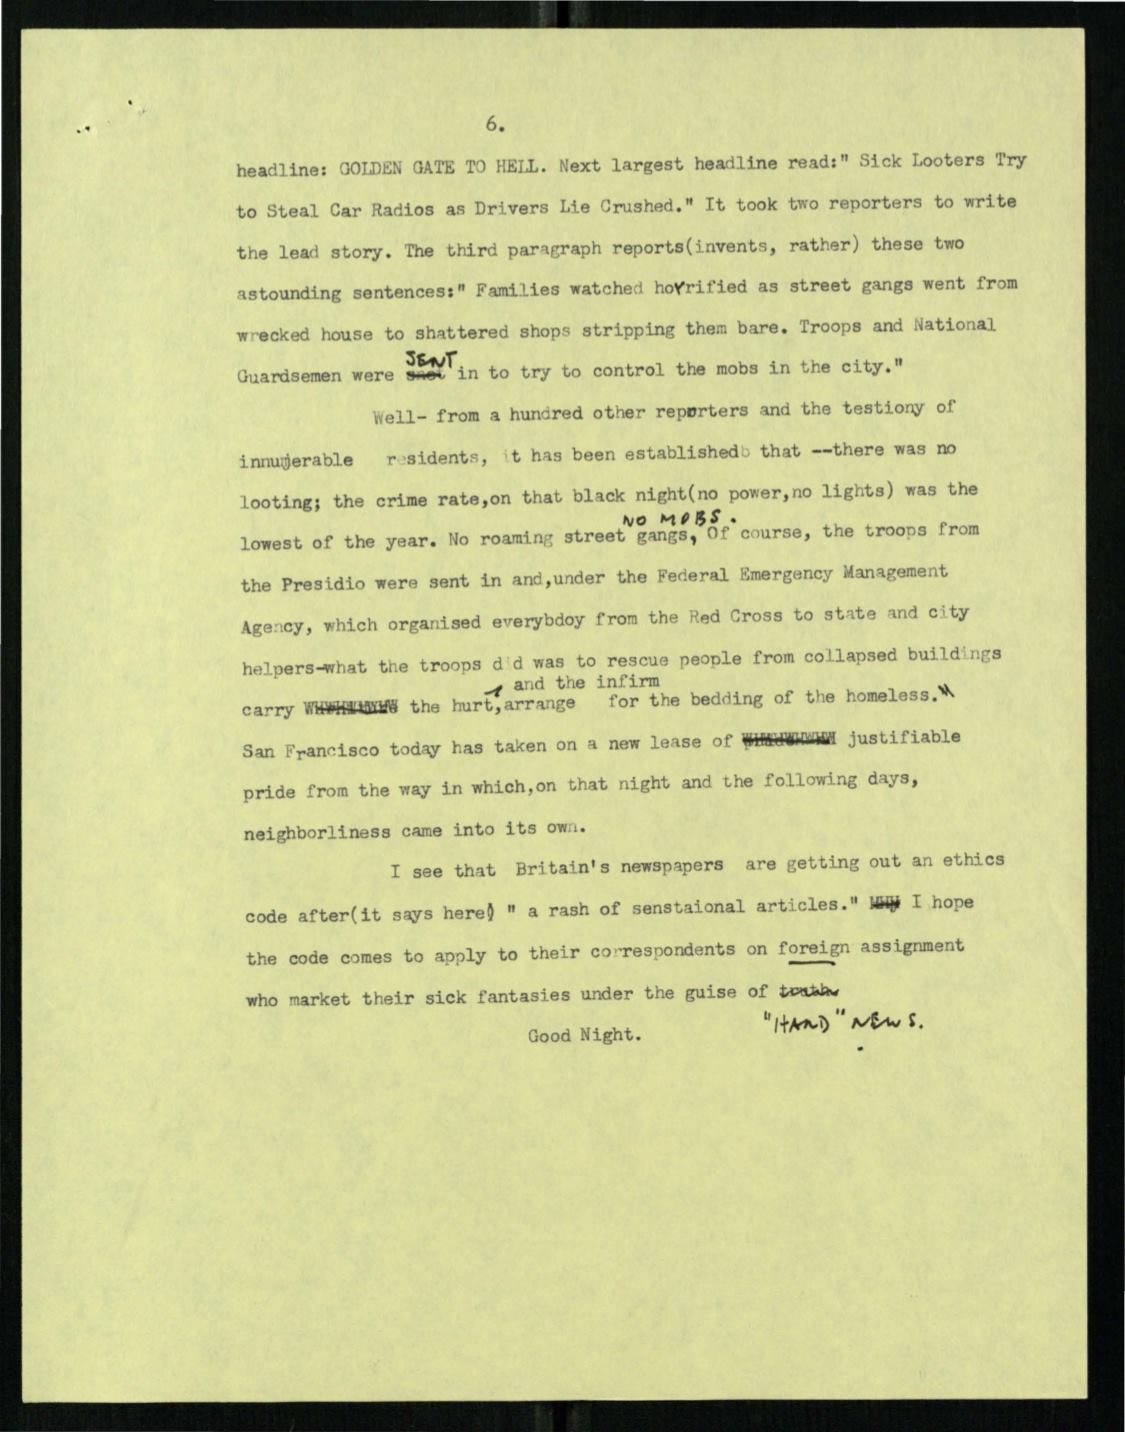 6.
headline: GOLDEN GATE TO HELL. Next largest headline read:" Sick Looters Try
to Steal Car Radios as Drivers Lie Crushed." It took two reporters to write
the lead story. The third paragraph reports(invents, rather) these two
astounding sentences:" Families watched horrified as street gangs went from
wrecked house to shattered shops stripping them bare. Troops and National
SENT
Guardsemen were in to try to control the mobs in the city."
Well- from a hundred other reporters and the testiony of
innumerable residents, it has been established that --there was no
looting; the crime rate,on that black night(no power,no lights) was the
NO MOBS.
lowest of the year. No roaming street gangs, Of course, the troops from
the Presidio were sent in and,under the Federal Emergency Management
Agency, which organised everybdoy from the Red Cross to state and city
helpers-what the troops did was to rescue people from collapsed buildings
and the infirm
carry the hurt,arrange for the bedding of the homeless."
San Francisco today has taken on a new lease of justifiable
pride from the way in which,on that night and the following days,
neighborliness came into its own.
I see that Britain's newspapers are getting out an ethics
code after(it says here) " a rash of senstaional articles." I hope
the code comes to apply to their correspondents on foreign assignment
who market their sick fantasies under the guise of truth
"HARD" NEWS.
Good Night.